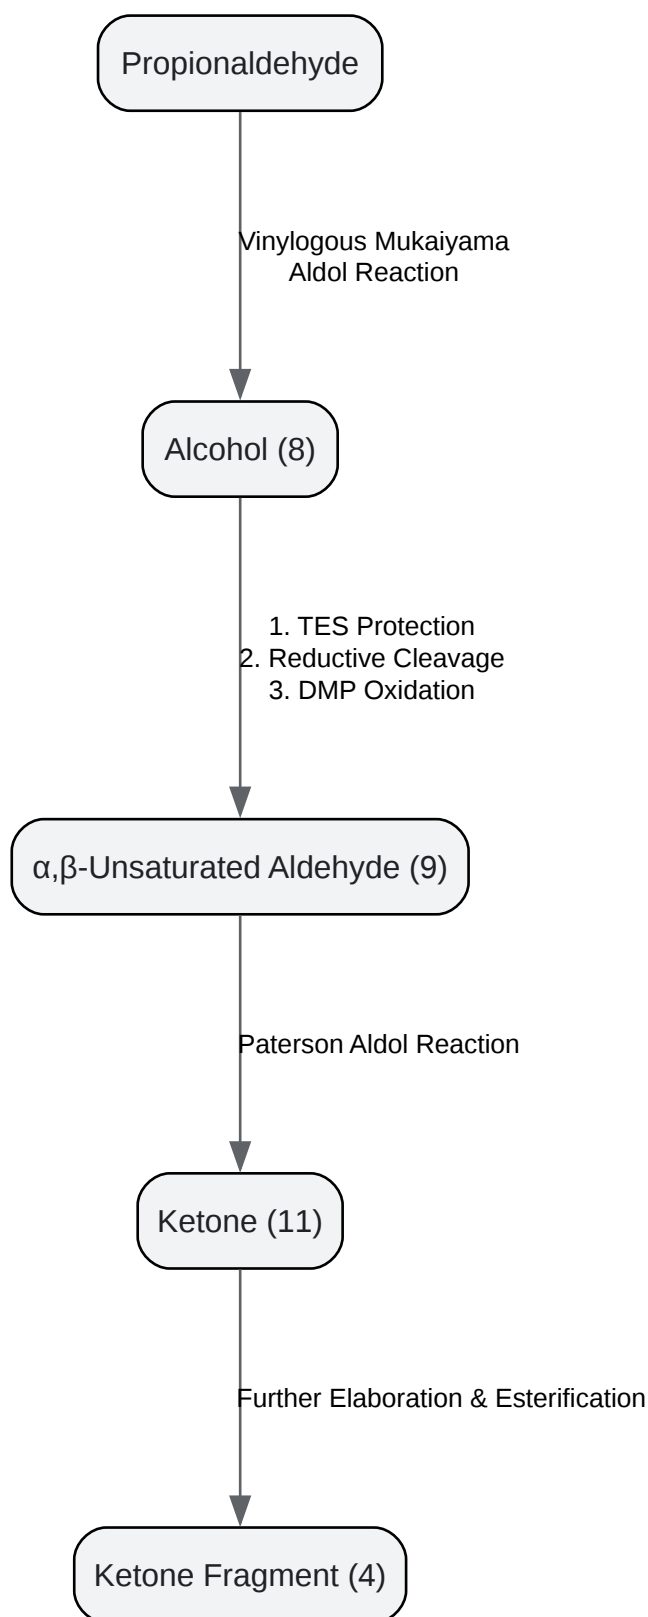 Propionaldehyde
Vinylogous Mukaiyama
Aldol Reaction
Alcohol (8)
1. TES Protection
2. Reductive Cleavage
3. DMP Oxidation
α,β-Unsaturated Aldehyde (9)
Paterson Aldol Reaction
Ketone (11)
Further Elaboration & Esterification
Ketone Fragment (4)